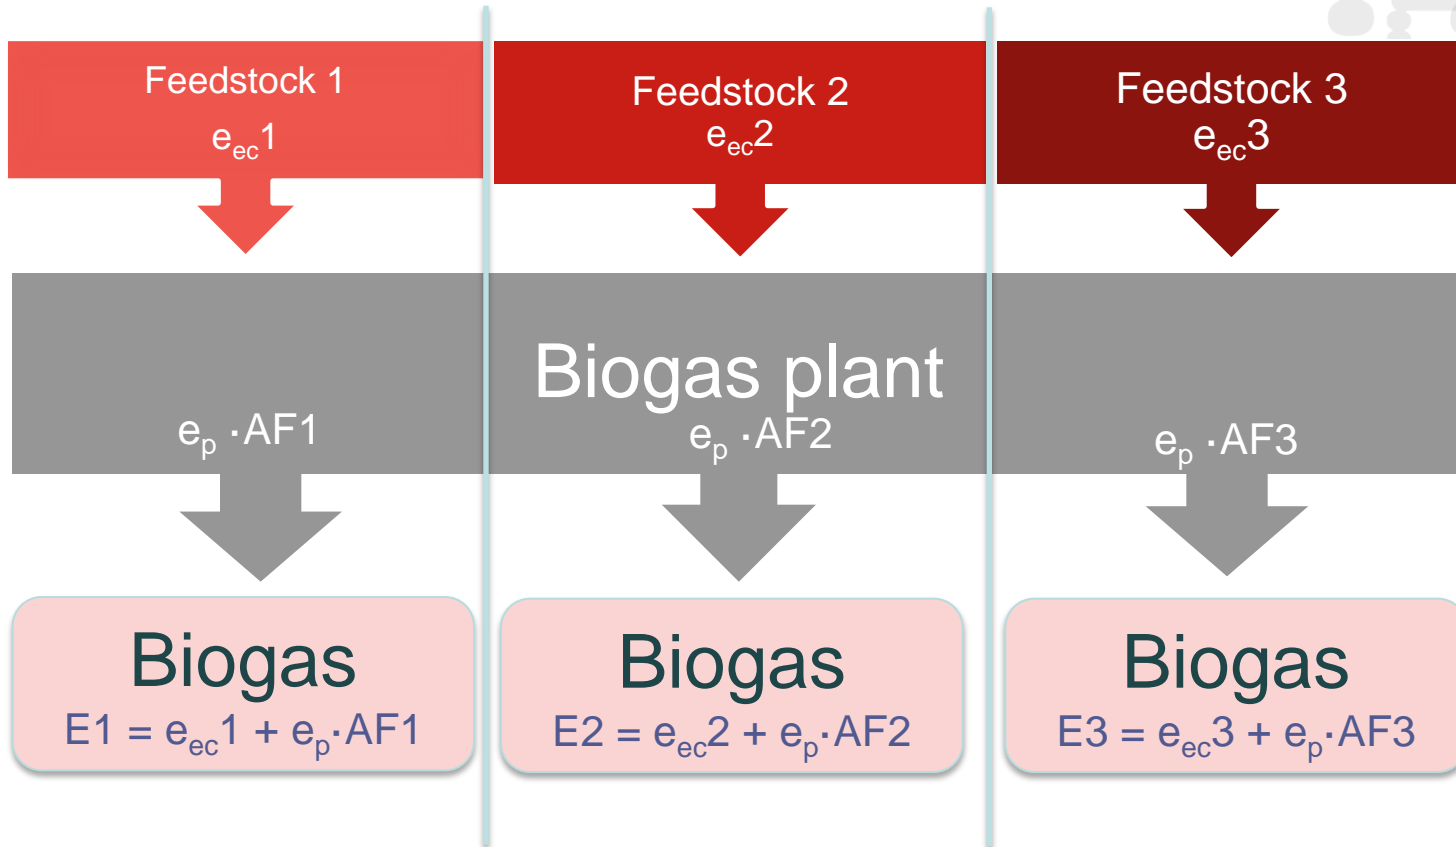 Feedstock 1
eec1
Feedstock 2
eec2
Feedstock 3
eec3
Biogas plant
ep ·AF1
ep ·AF2
ep ·AF3
Biogas
E1 = eec1 + ep·AF1
Biogas
E2 = eec2 + ep·AF2
Biogas
E3 = eec3 + ep·AF3